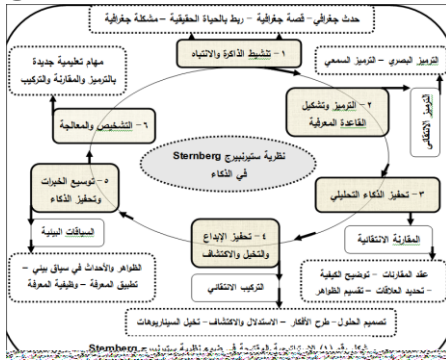 حدث جغرافي – قصة جغرافية – ربط بالحياة الحقيقية – مشكلة جغرافية
١- تنشيط الذاكرة والانتباه
الترميز البصري – الترميز السمعي
الترميز الانتقائي
٢- الترميز وتشكيل
القاعدة المعرفية
نظرية ستيرنبيرج Sternberg
في الذكاء
٣- تحفيز الذكاء التحليلي
المقارنة الانتقائية
عقد المقارنات – توضيح الكيفية
– تحديد العلاقات – تقسيم الظواهر
٤- تحفيز الإبداع
والتخيل والاكتشاف
التركيب الانتقائي
تصميم الحلول – طرح الأفكار – الاستدلال والاكتشاف – تخيل السيناريوهات
٥- توسيع الخبرات
وتحفيز الذكاء
السياقات البيئية
الظواهر والأحداث في سياق بيئي –
تطبيق المعرفة – وظيفية المعرفة
٦- التشخيص والمعالجة
مهام تعليمية جديدة
بالترميز والمقارنة والتركيب
نظرية ستيرنبيرج Sternberg